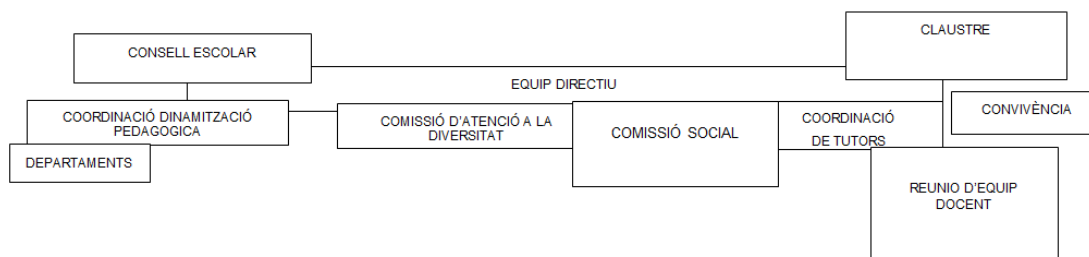 CLAUSTRE
CONSELL ESCOLAR
EQUIP DIRECTIU
COORDINACIÓ DINAMITZACIÓ
PEDAGOGICA
COMISSIÓ D'ATENCIÓ A LA
DIVERSITAT
COMISSIÓ SOCIAL
COORDINACIÓ
DE TUTORS
CONVIVÈNCIA
DEPARTAMENTS
REUNIO D'EQUIP
DOCENT